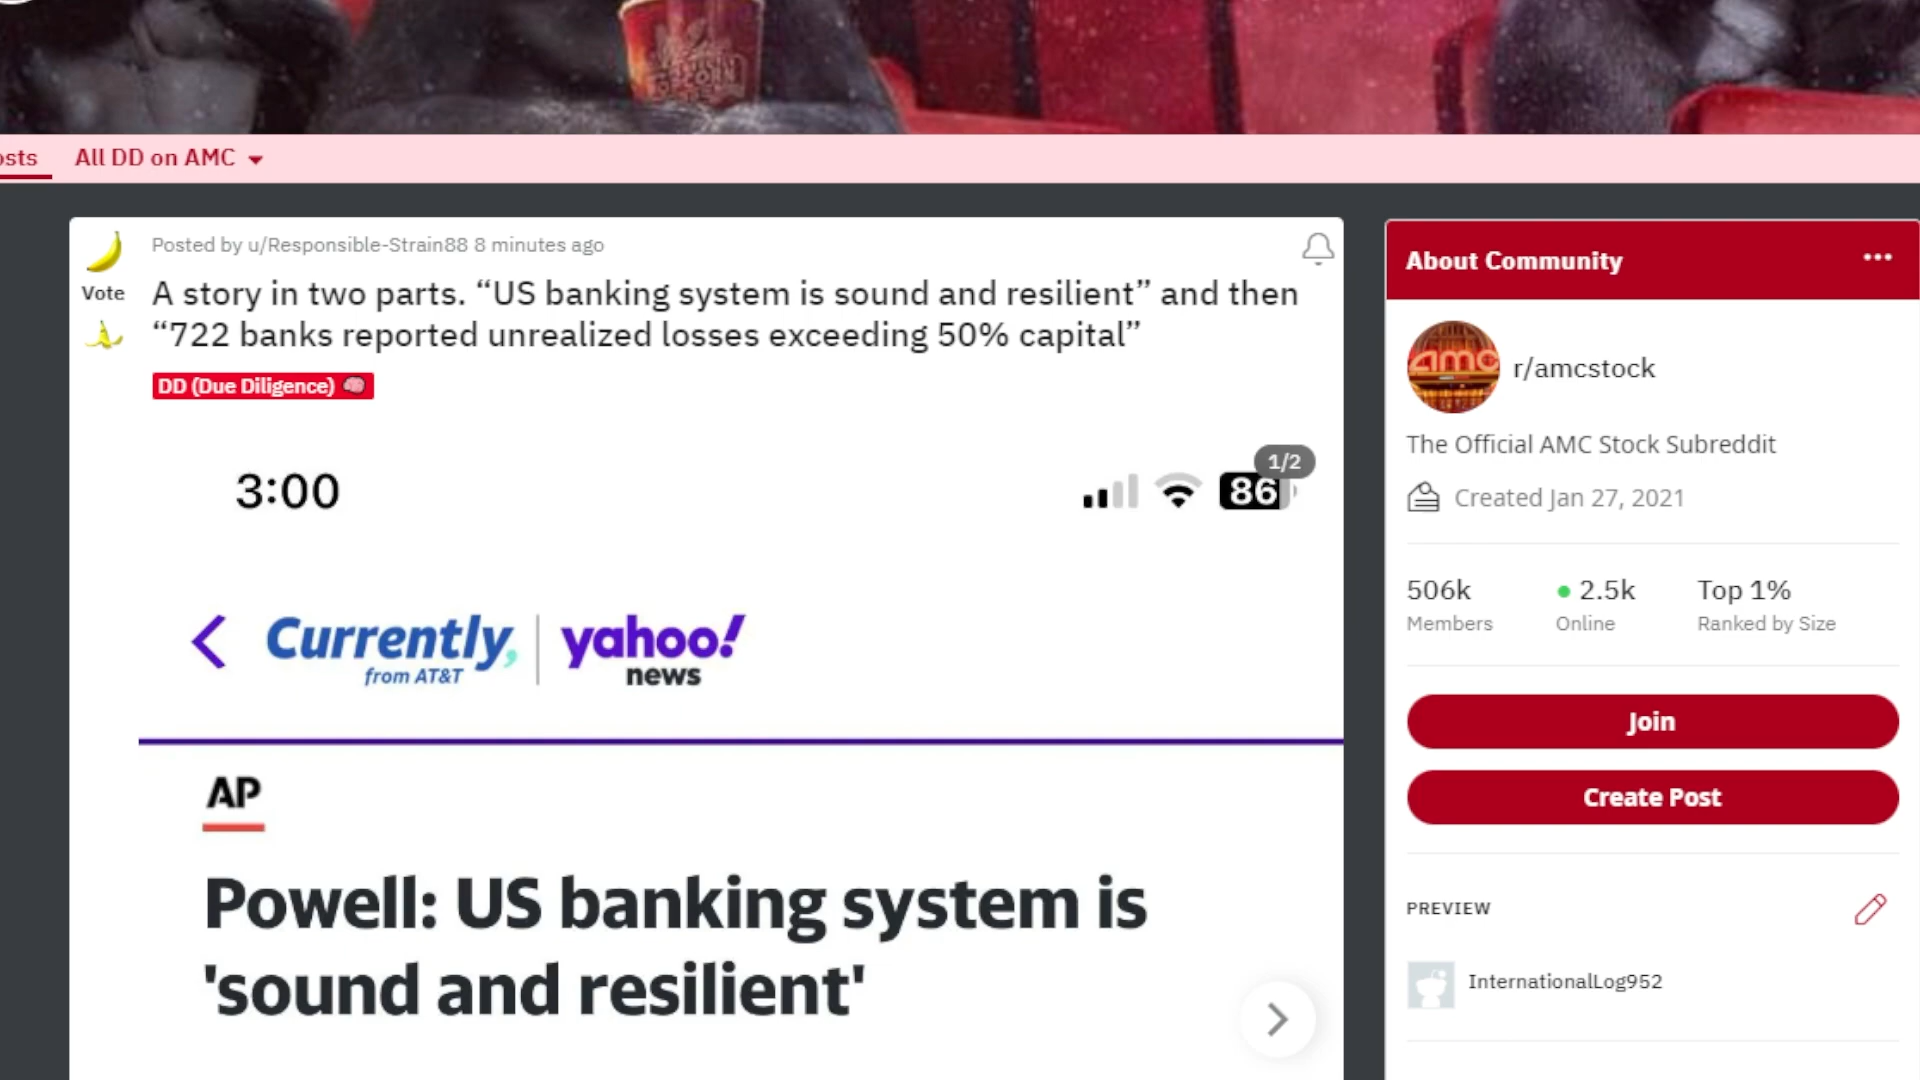 osts
All DD on AMC
Posted by u/Responsible-Strain88 8 minutes ago
Vote
A story in two parts. “US banking system is sound and resilient” and then
“722 banks reported unrealized losses exceeding 50% capital”
DD (Due Diligence)
3:00
1/2
86
Currently,
from AT&T
yahoo!
news
AP
Powell: US banking system is
'sound and resilient'
About Community
amc
r/amcstock
The Official AMC Stock Subreddit
Created Jan 27, 2021
506k
2.5k
Top 1%
Members
Online
Ranked by Size
Join
Create Post
PREVIEW
InternationalLog952